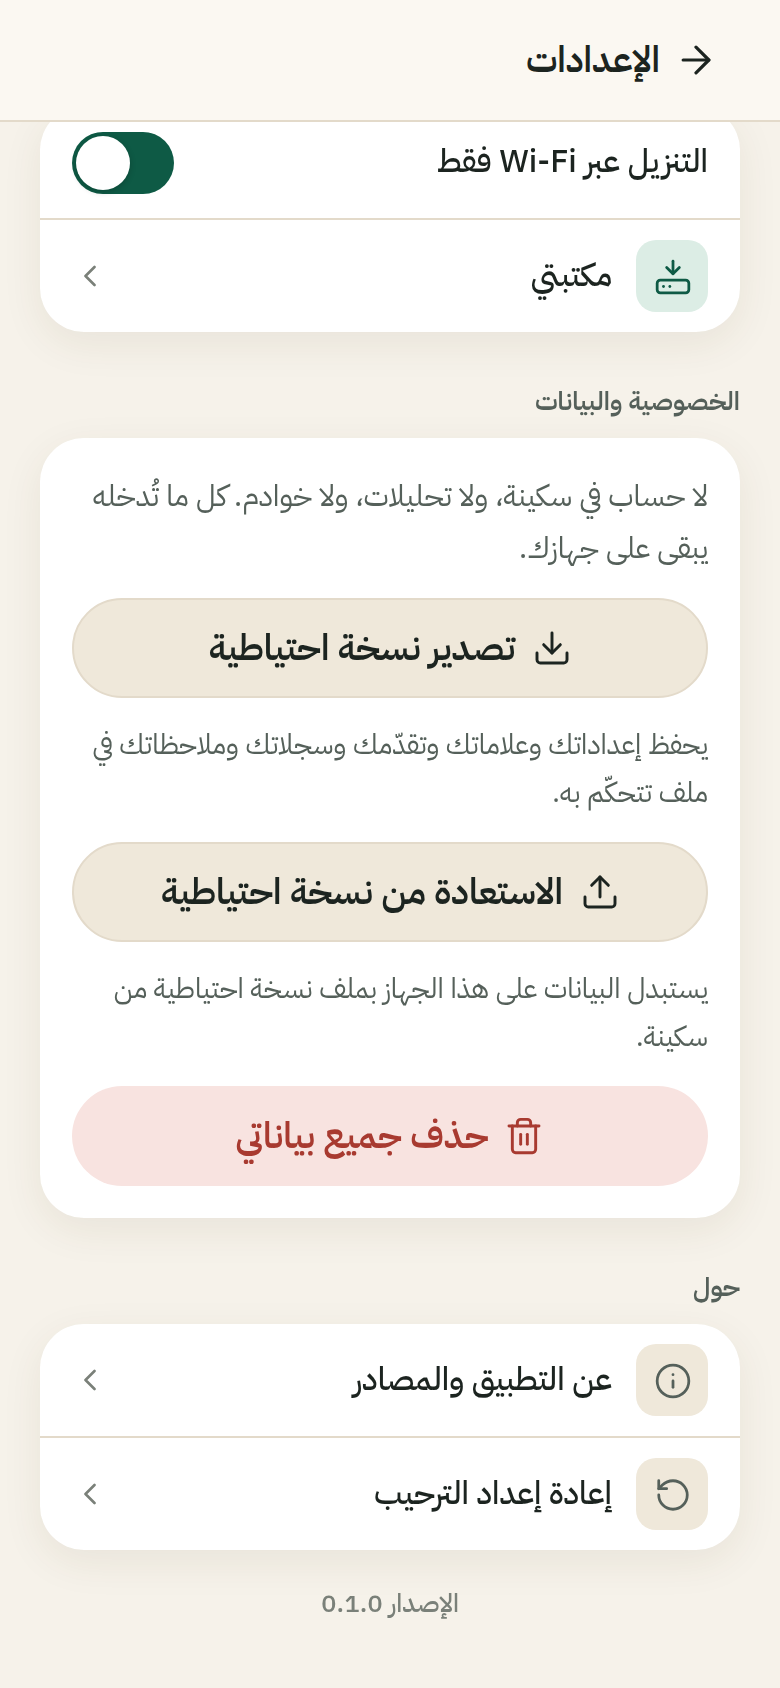 الإعدادات
التنزيل عبر Wi-Fi فقط
مكتبتي
الخصوصية والبيانات
لا حساب في سكينة، ولا تحليلات، ولا خوادم. كل ما تُدخله
يبقى على جهازك.
تصدير نسخة احتياطية
يحفظ إعداداتك وعلاماتك وتقدّمك وسجلاتك وملاحظاتك في
ملف تتحكّم به.
الاستعادة من نسخة احتياطية
يستبدل البيانات على هذا الجهاز بملف نسخة احتياطية من
سكينة.
حذف جميع بياناتي
حول
عن التطبيق والمصادر
إعادة إعداد الترحيب
الإصدار 0.1.0